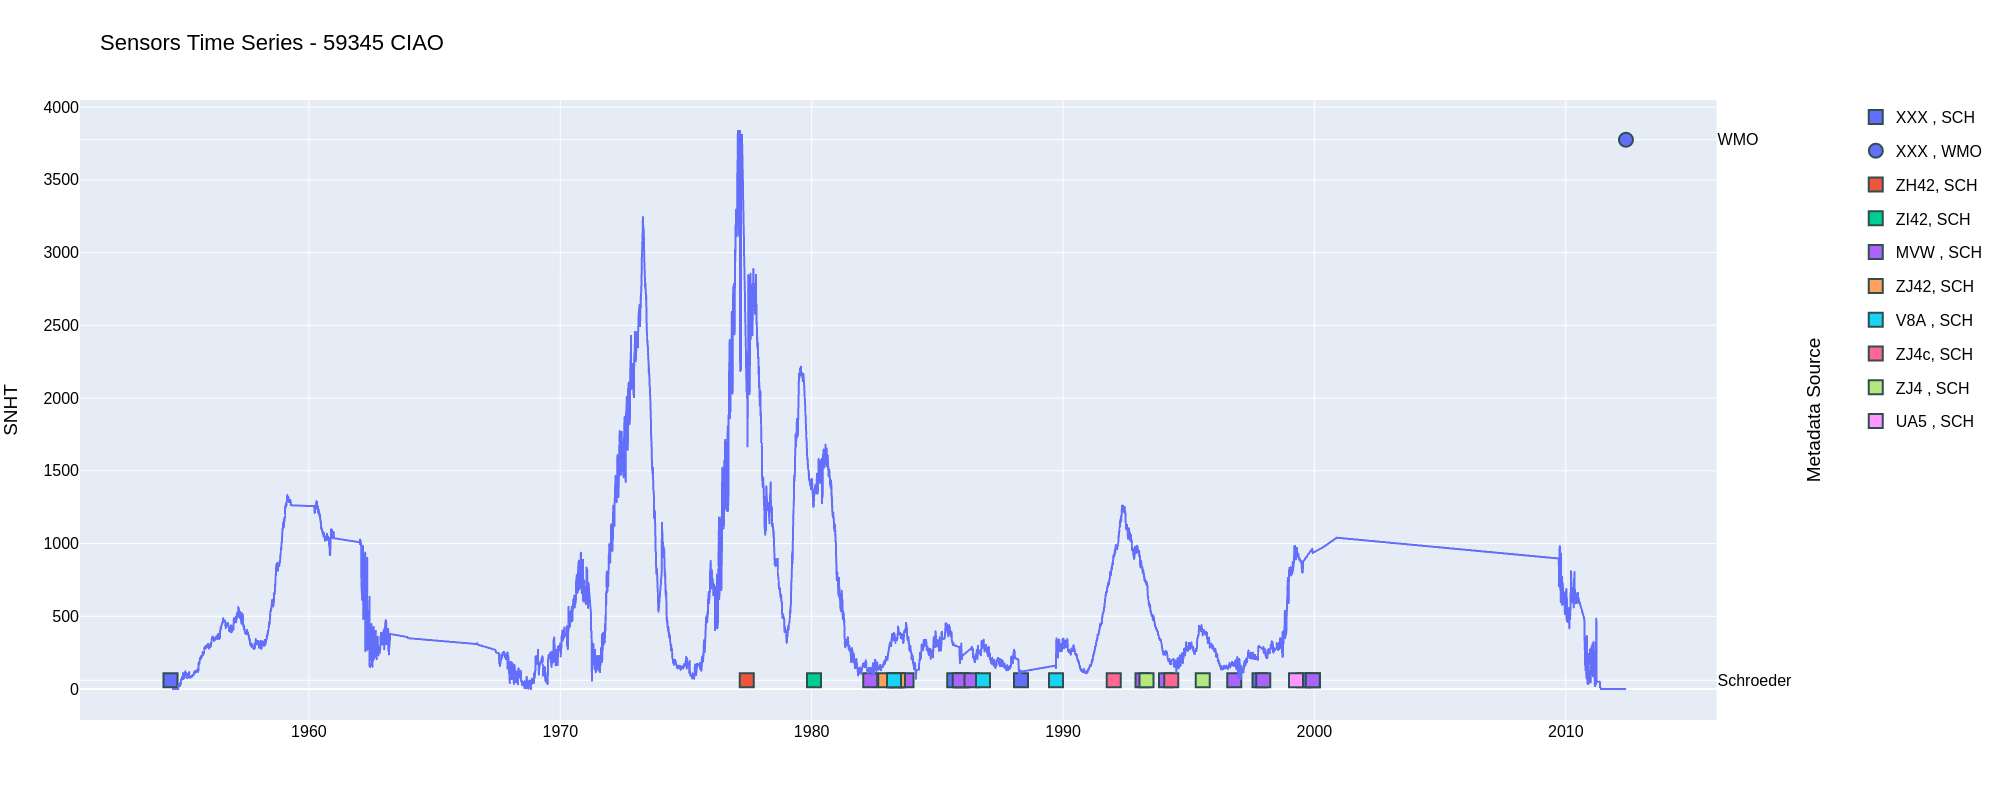 Sensors Time Series - 59345 CIAO
4000
3500
3000
2500
2000
1500
1000
500
0
SNHT
1960
1970
1980
1990
2000
2010
WMO
Schroeder
Metadata Source
XXX , SCH
XXX , WMO
ZH42, SCH
ZI42, SCH
MVW , SCH
ZJ42, SCH
V8A , SCH
ZJ4c, SCH
ZJ4 , SCH
UA5 , SCH